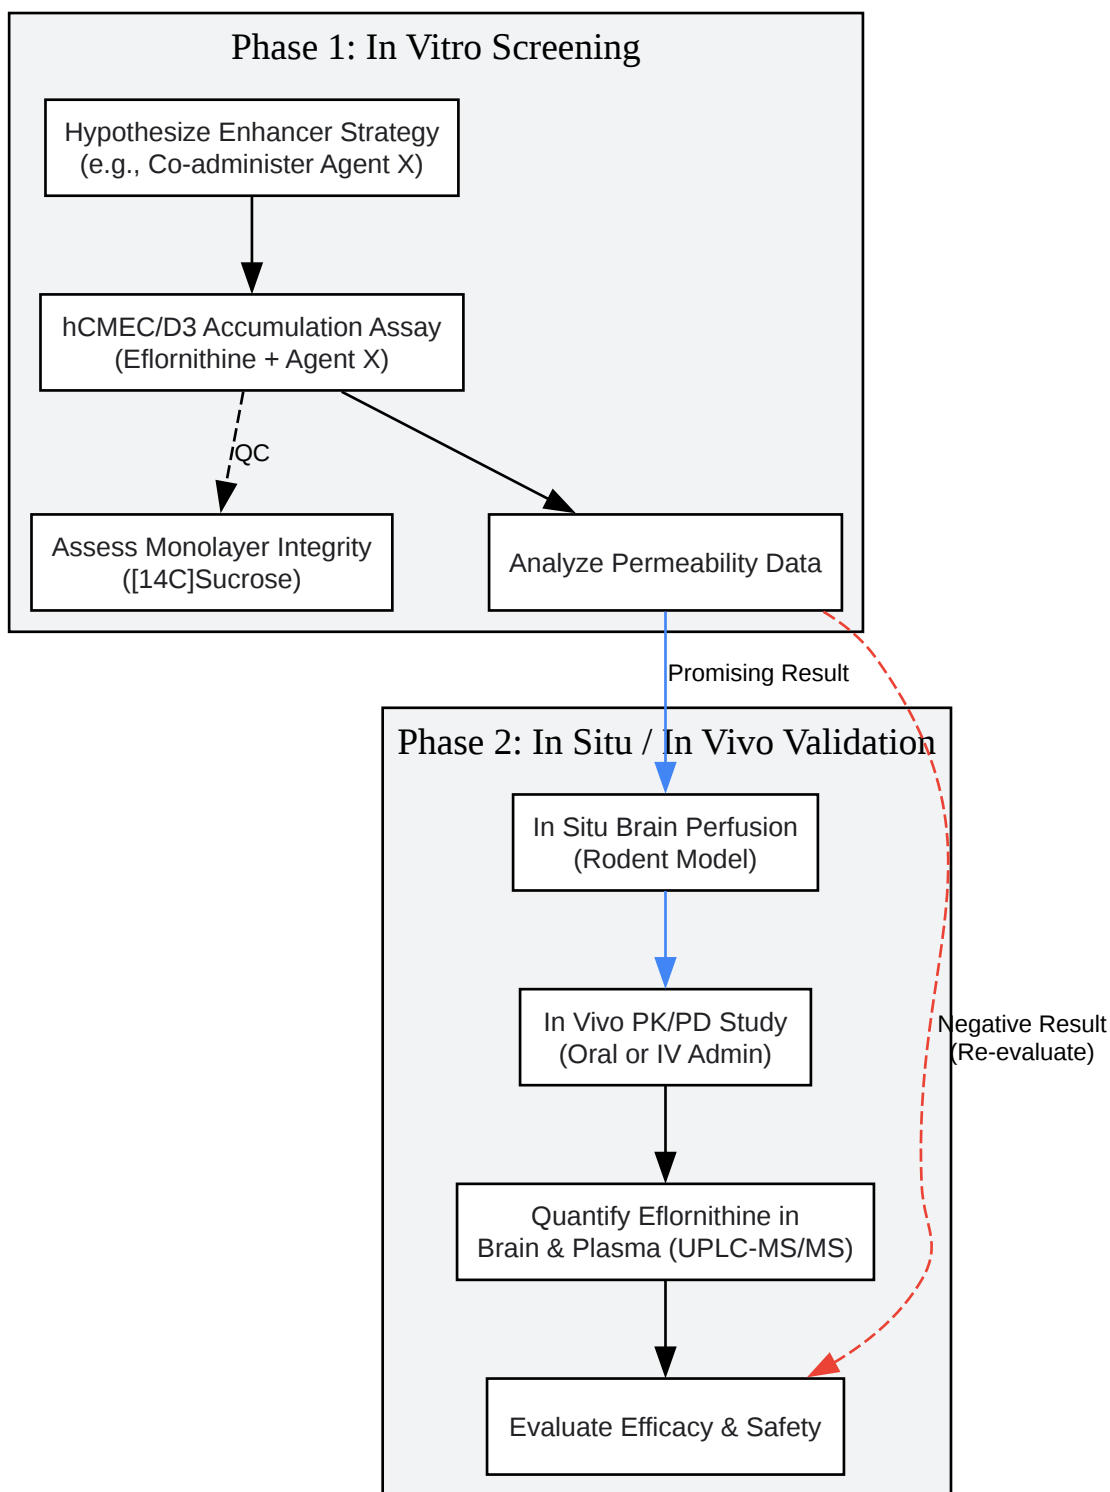 Phase 1: In Vitro Screening
Hypothesize Enhancer Strategy
(e.g., Co-administer Agent X)
hCMEC/D3 Accumulation Assay
(Eflornithine + Agent X)
QC
Assess Monolayer Integrity
([14C]Sucrose)
Analyze Permeability Data
Promising Result
Phase 2: In Situ / In Vivo Validation
In Situ Brain Perfusion
(Rodent Model)
In Vivo PK/PD Study
(Oral or IV Admin)
Negative Result
(Re-evaluate)
Quantify Eflornithine in
Brain & Plasma (UPLC-MS/MS)
Evaluate Efficacy & Safety